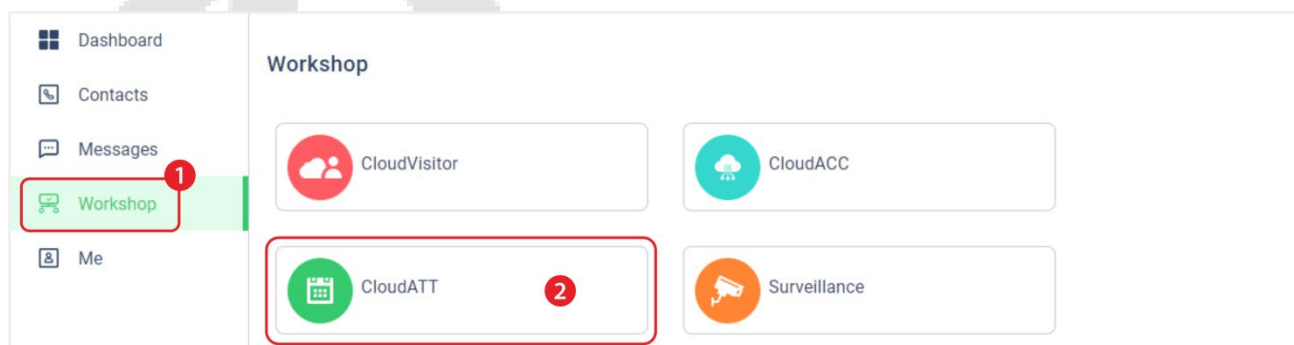 Dashboard
Contacts
Messages
1
Workshop
Me
Workshop
CloudVisitor
CloudACC
CloudATT
2
Surveillance